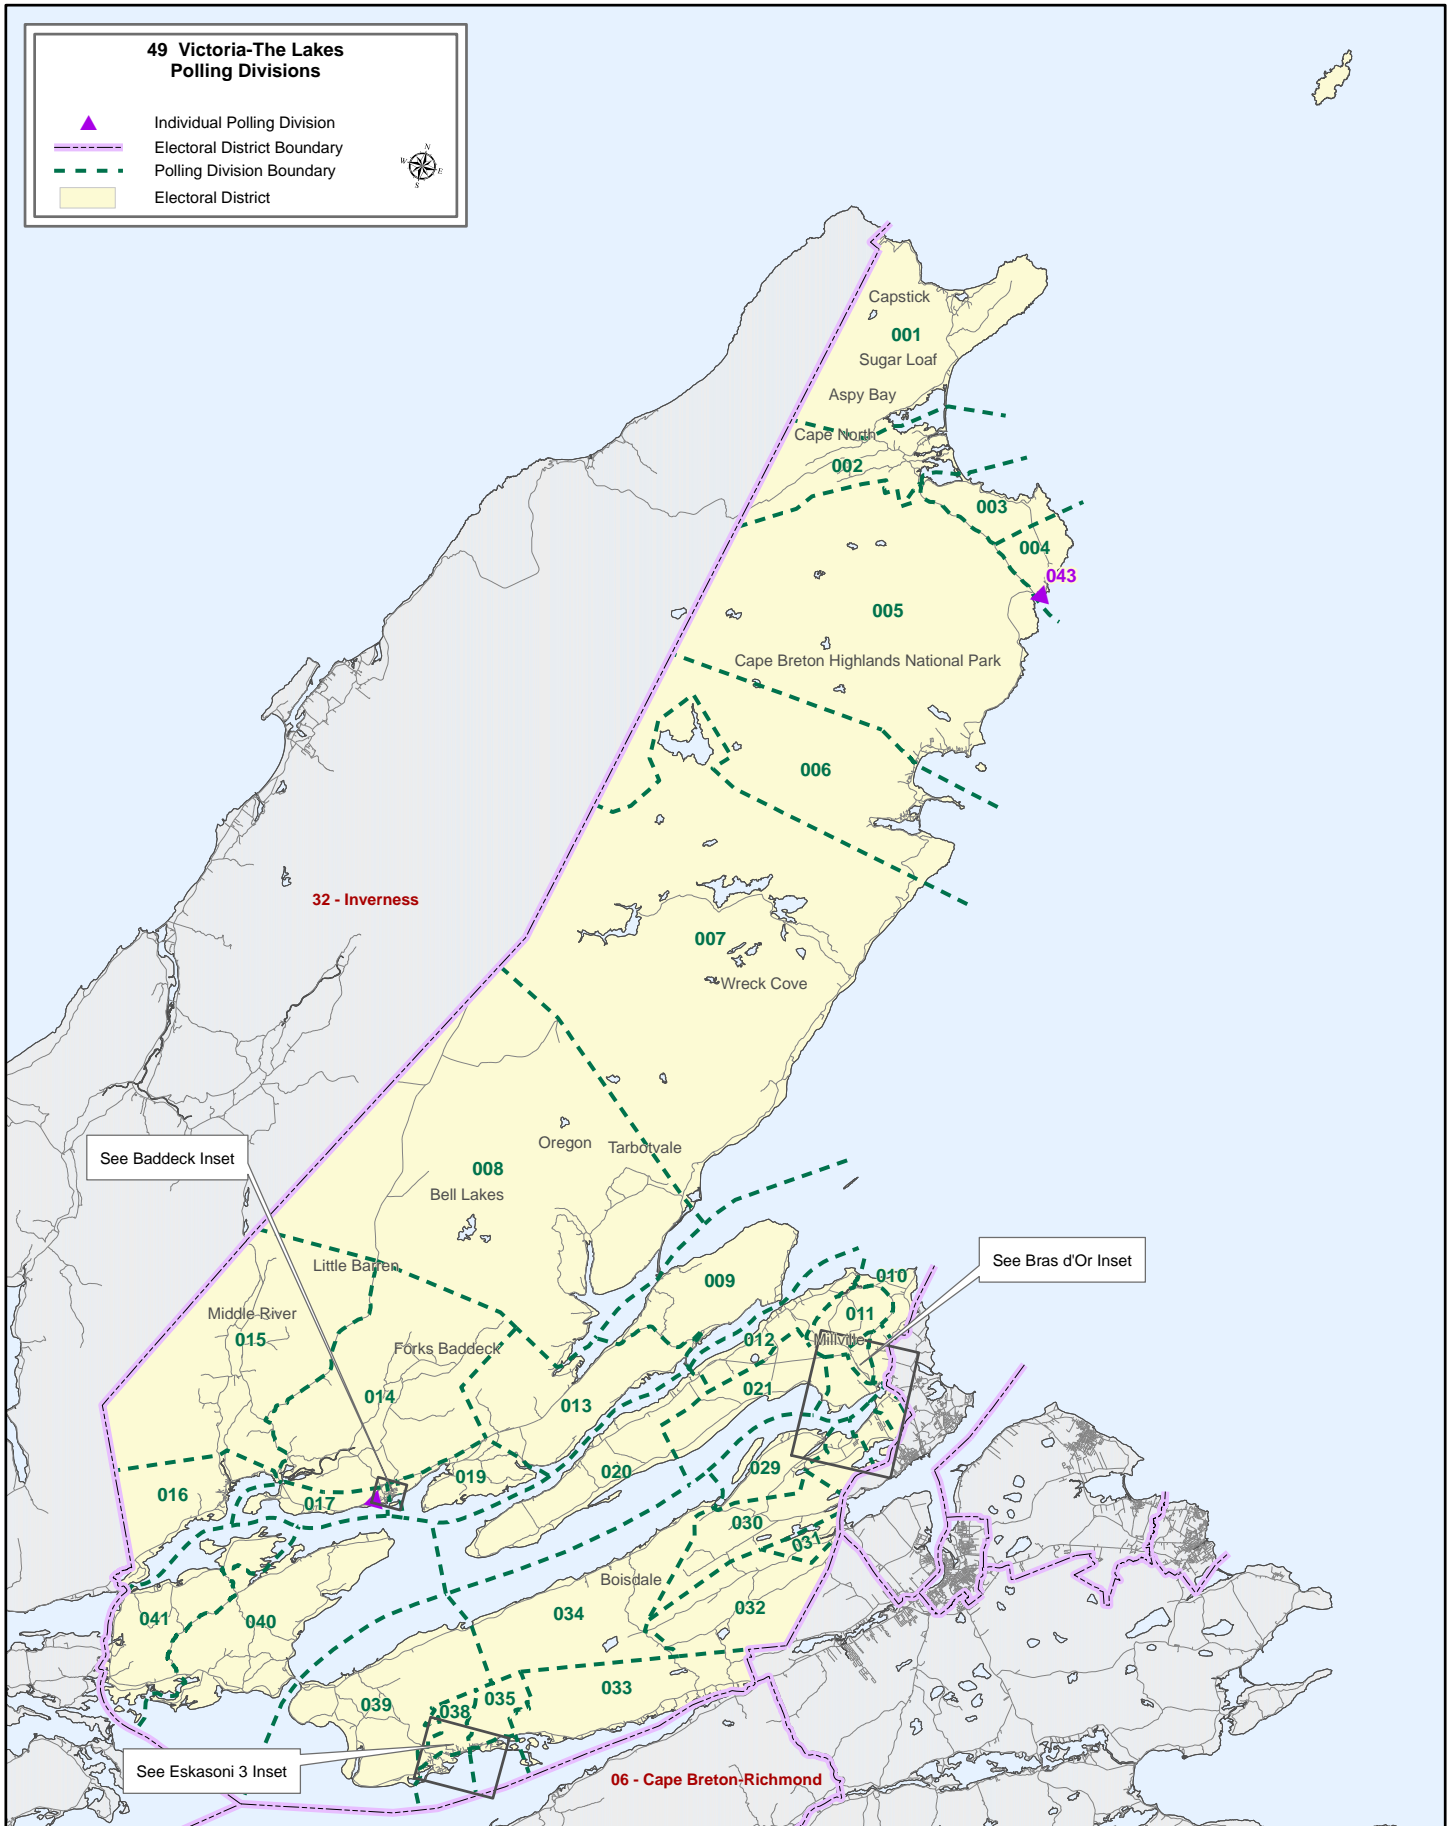 49 Victoria-The Lakes
Polling Divisions
Individual Polling Division
Electoral District Boundary
Polling Division Boundary
Electoral District
N
W
E
S
Capstick
001
Sugar Loaf
Aspy Bay
Cape North
002
003
004
043
005
Cape Breton Highlands National Park
006
32 - Inverness
007
Wreck Cove
Oregon
Tarbotvale
See Baddeck Inset
008
Bell Lakes
See Bras d'Or Inset
Little Barren
009
010
Middle River
011
015
012
Millville
Forks Baddeck
014
021
013
020
019
029
016
017
030
031
Boisdale
041
040
034
032
033
035
039
038
See Eskasoni 3 Inset
06 - Cape Breton-Richmond